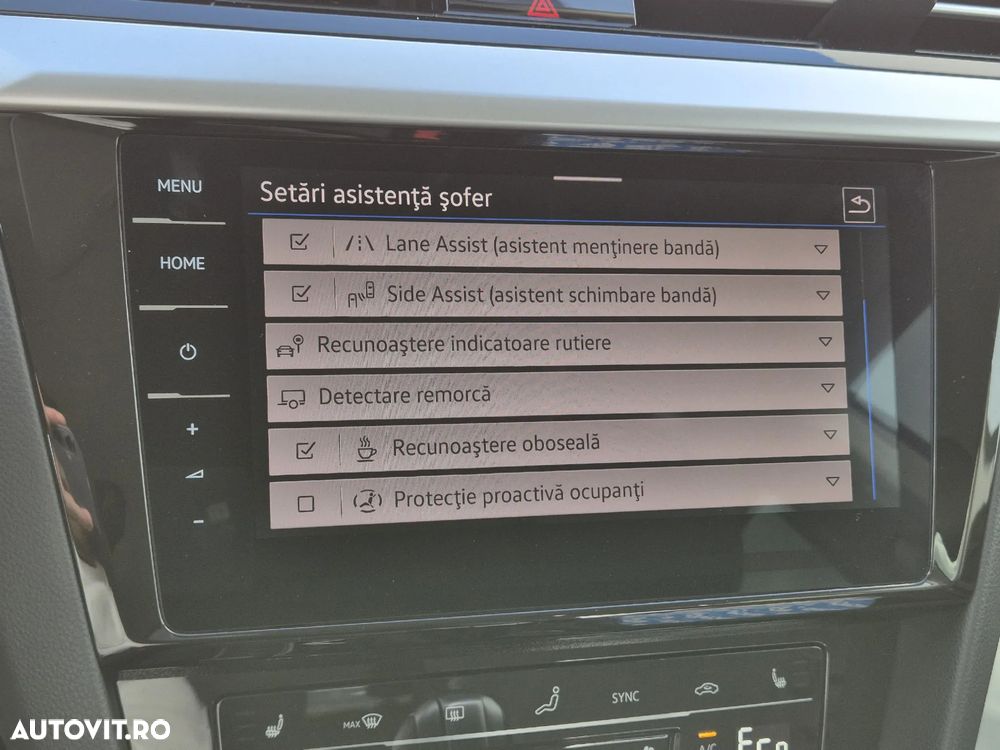 MENU
Setări asistenţă şofer
Lane Assist (asistent menţinere bandă)
HOME
Side Assist (asistent schimbare bandă)
Recunoaştere indicatoare rutiere
Detectare remorcă
Recunoaştere oboseală
Protecţie proactivă ocupanţi
+
-
MAX
SYNC
A/C
AUTOVIT.RO